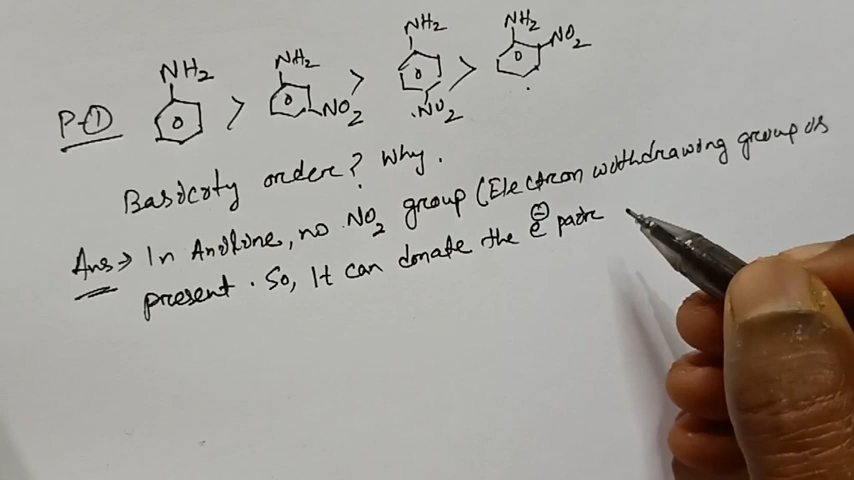 NH2 NH2 NH2 NH2
P-1 > NO2 > .NO2 > NO2
Basicoty order? Why.
Ans⇒ In Aniline, no NO2 group (Electron withdrawing group is
present. So, It can donate the e⊖ pair